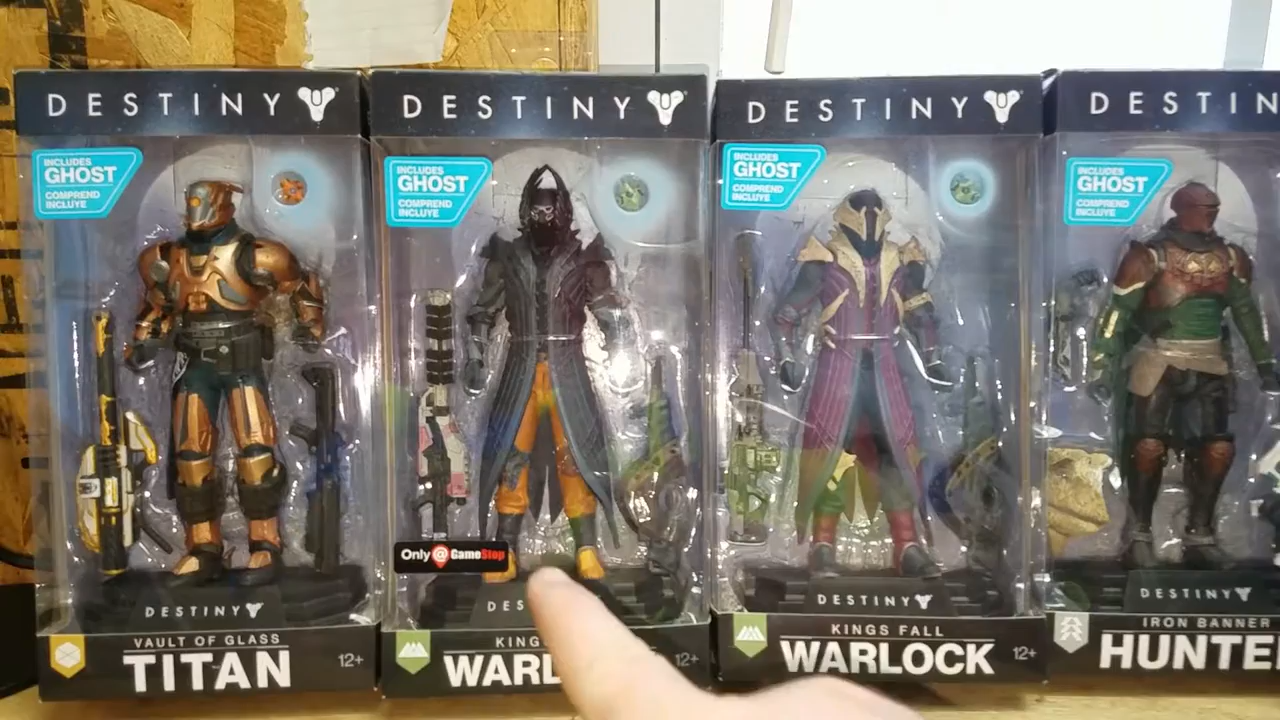 DESTINY
INCLUDES
GHOST
COMPREND
INCLUYE
DESTINY
VAULT OF GLASS
TITAN
12+
DESTINY
INCLUDES
GHOST
COMPREND
INCLUYE
Only @ GameStop
DES
KING
WARL
12+
DESTINY
INCLUDES
GHOST
COMPREND
INCLUYE
DESTINY
KINGS FALL
WARLOCK
12+
DESTIN
INCLUDES
GHOST
COMPREND
INCLUYE
DESTINY
IRON BANNER
HUNTE